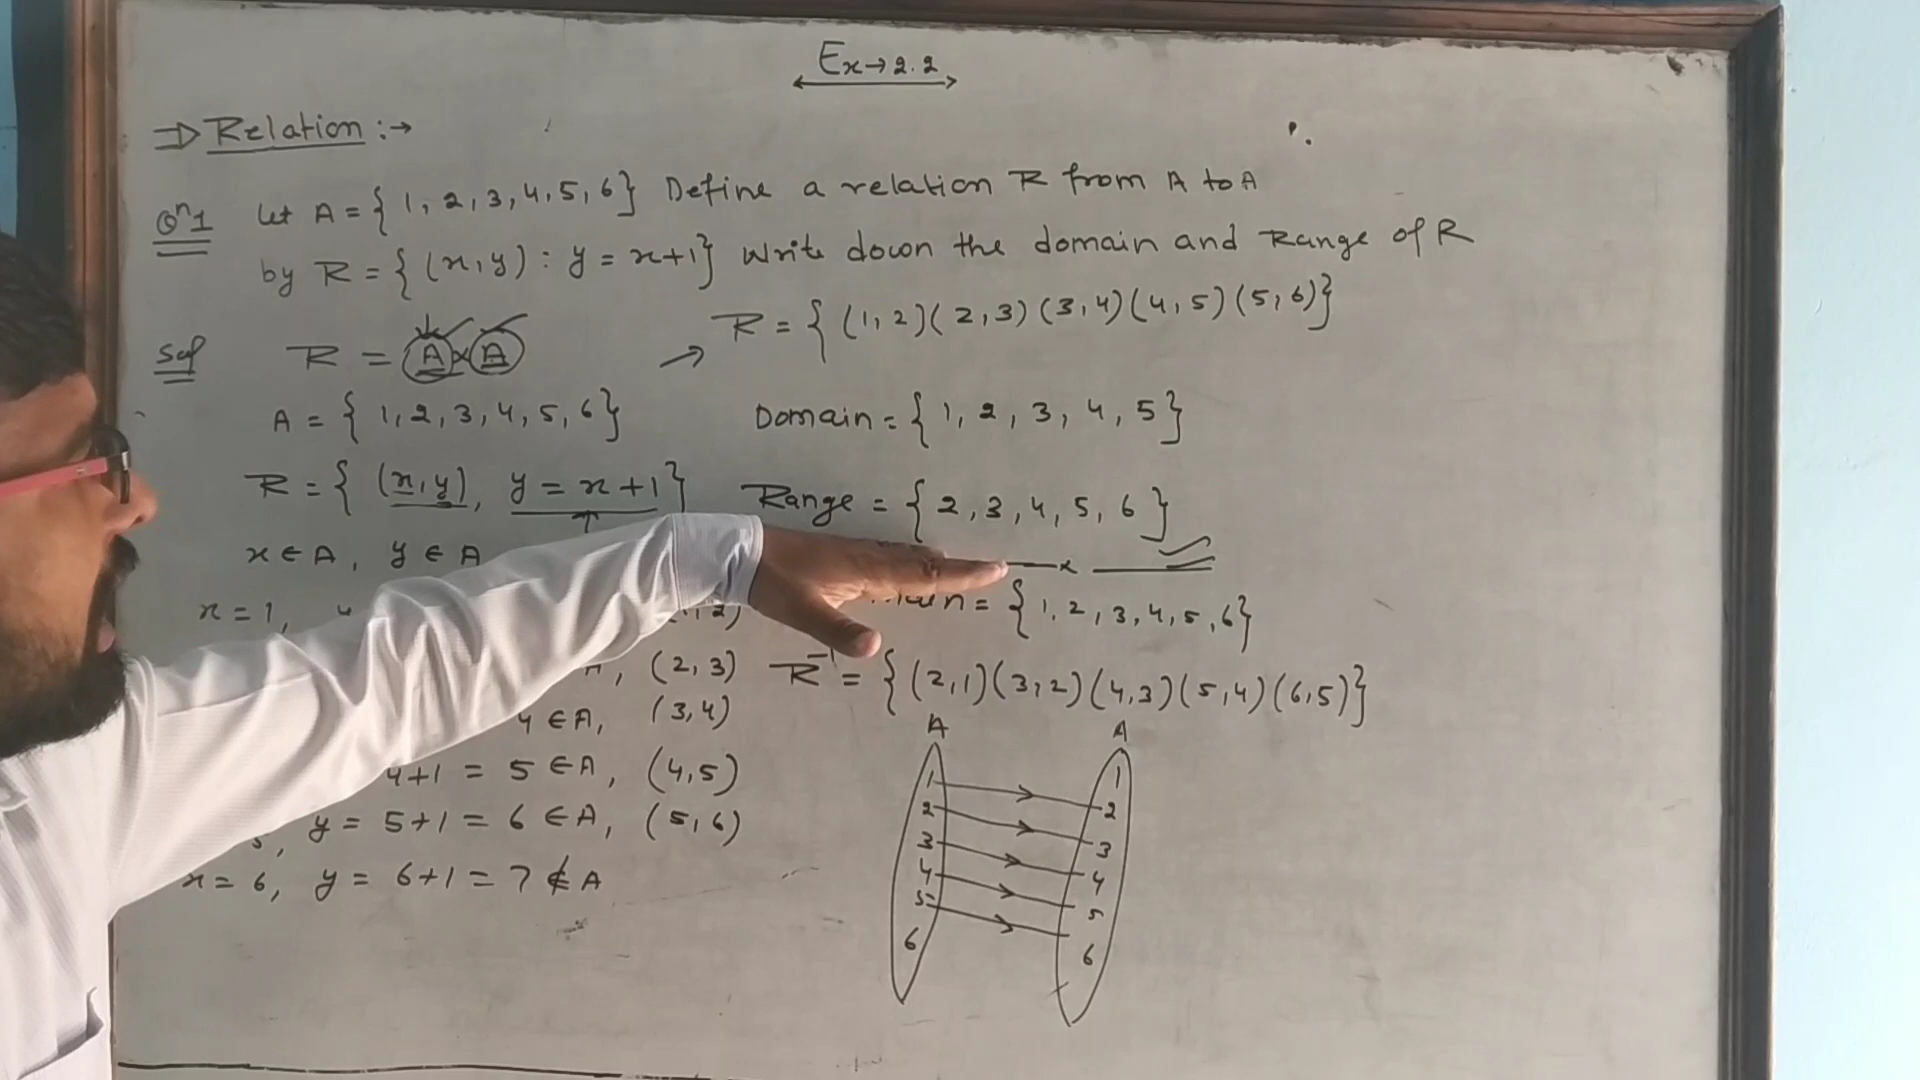 Ex→2.2
⇒ Relation :→
Qⁿ1 Let A = { 1, 2, 3, 4, 5, 6} Define a relation R from A to A
by R = { (x, y) : y = x+1} Write down the domain and Range of R
Sol R = A×A → R = { (1, 2) ( 2, 3) (3, 4) (4, 5) (5, 6)}
A = { 1, 2, 3, 4, 5, 6} Domain = { 1, 2, 3, 4, 5}
R = { (x, y), y = x+1} Range = { 2, 3, 4, 5, 6 }
x ∈ A, y ∈ A ×
x = 1, = { 1, 2, 3, 4, 5, 6}
, (2, 3) R⁻¹ = { (2, 1) (3, 2) (4, 3) (5, 4) (6, 5)}
4 ∈ A, (3, 4)
4+1 = 5 ∈ A, (4, 5)
, y = 5+1 = 6 ∈ A, (5, 6)
x = 6, y = 6+1 = 7 ∉ A
A A
1 1
2 2
3 3
4 4
5 5
6 6